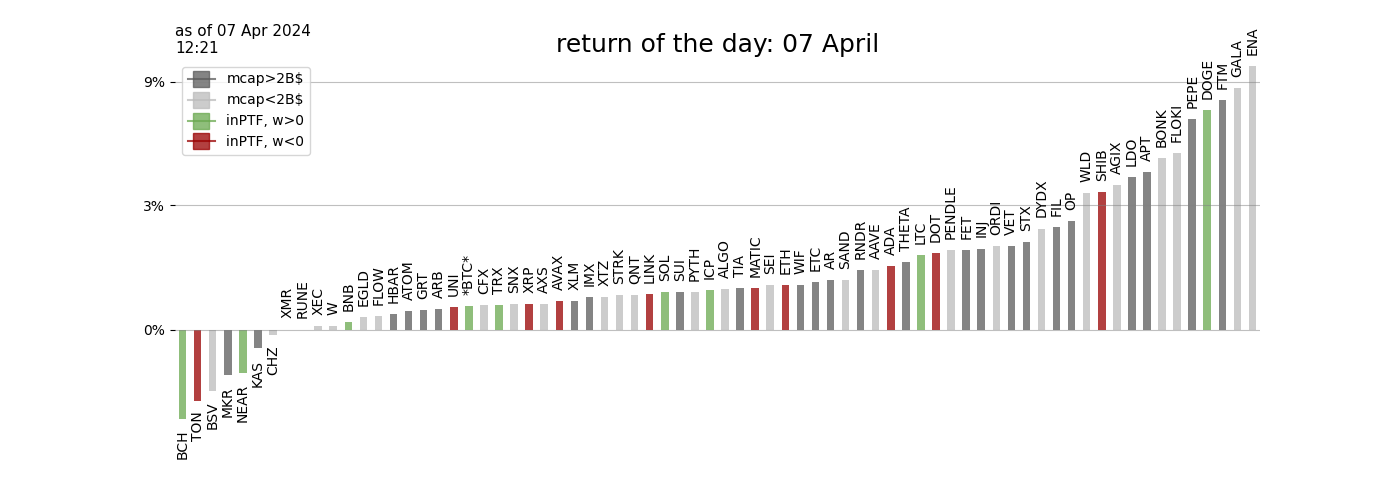 as of 07 Apr 2024
12:21
return of the day: 07 April
mcap>2B$
mcap<2B$
inPTF, w>0
inPTF, w<0
9%
3%
0%
BCH
TON
BSV
MKR
NEAR
KAS
CHZ
XMR
RUNE
XEC
W
BNB
EGLD
FLOW
HBAR
ATOM
GRT
ARB
UNI
*BTC*
CFX
TRX
SNX
XRP
AXS
AVAX
XLM
IMX
XTZ
STRK
QNT
LINK
SOL
SUI
PYTH
ICP
ALGO
TIA
MATIC
SEI
ETH
WIF
ETC
AR
SAND
RNDR
AAVE
ADA
THETA
LTC
DOT
PENDLE
FET
INJ
ORDI
VET
STX
DYDX
FIL
OP
WLD
SHIB
AGIX
LDO
APT
BONK
FLOKI
PEPE
DOGE
FTM
GALA
ENA